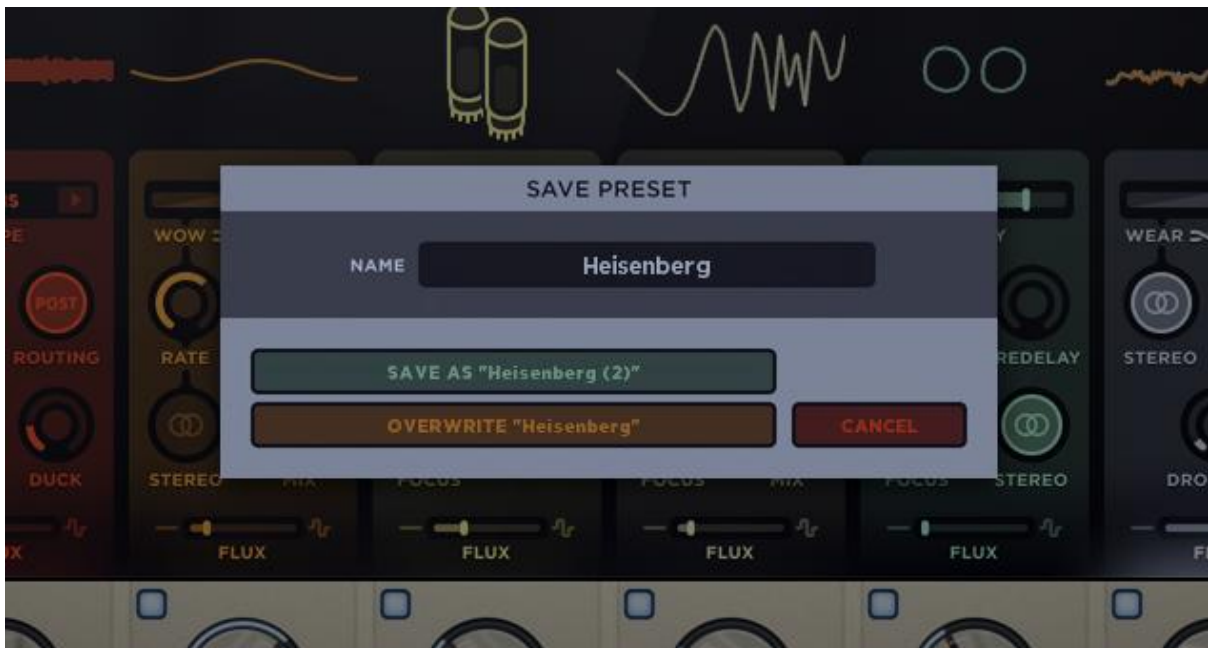 SAVE PRESET
WOW
WEAR
NAME Heisenberg
POST
ROUTING RATE REDELAY STEREO
SAVE AS "Heisenberg (2)"
OVERWRITE "Heisenberg" CANCEL
DUCK STEREO FOCUS FOCUS MIX FOCUS STEREO
FLUX FLUX FLUX FLUX